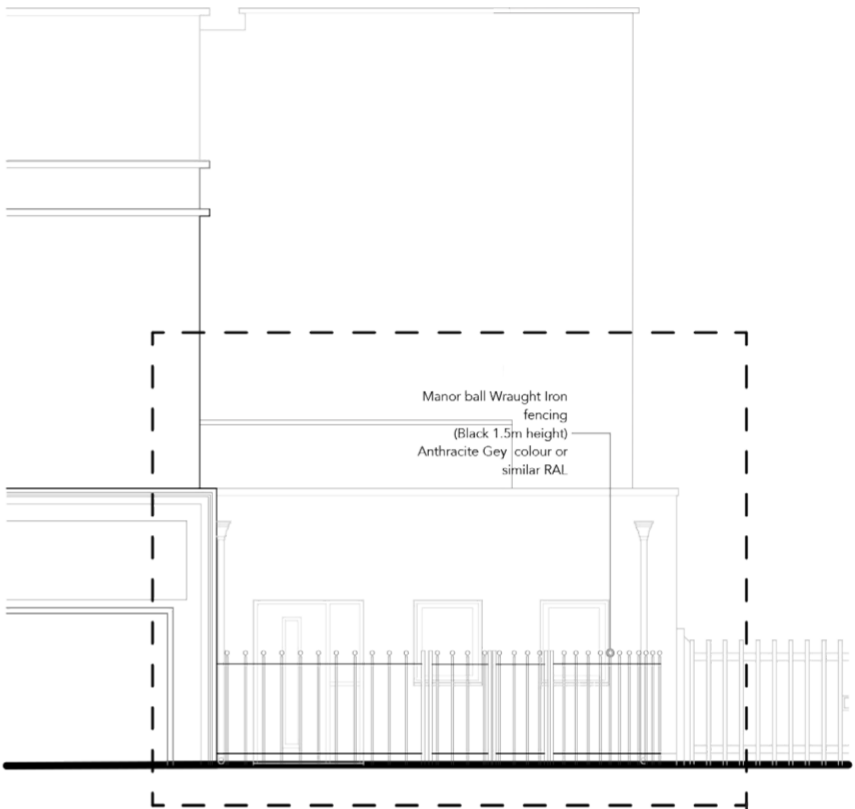 Manor ball Wraught Iron
fencing
(Black 1.5m height)
Anthracite Gey colour or
similar RAL